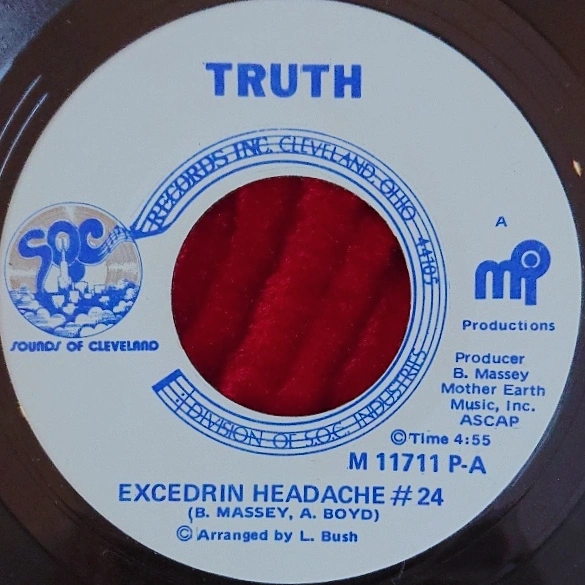 TRUTH
RECORDS INC. CLEVELAND, OHIO 44105
A
SOC
mp
SOUNDS OF CLEVELAND
Productions
Producer
B. Massey
Mother Earth
Music, Inc.
ASCAP
DIVISION OF S.O.C. INDUSTRIES
©Time 4:55
M 11711 P-A
EXCEDRIN HEADACHE # 24
(B. MASSEY, A. BOYD)
© Arranged by L. Bush